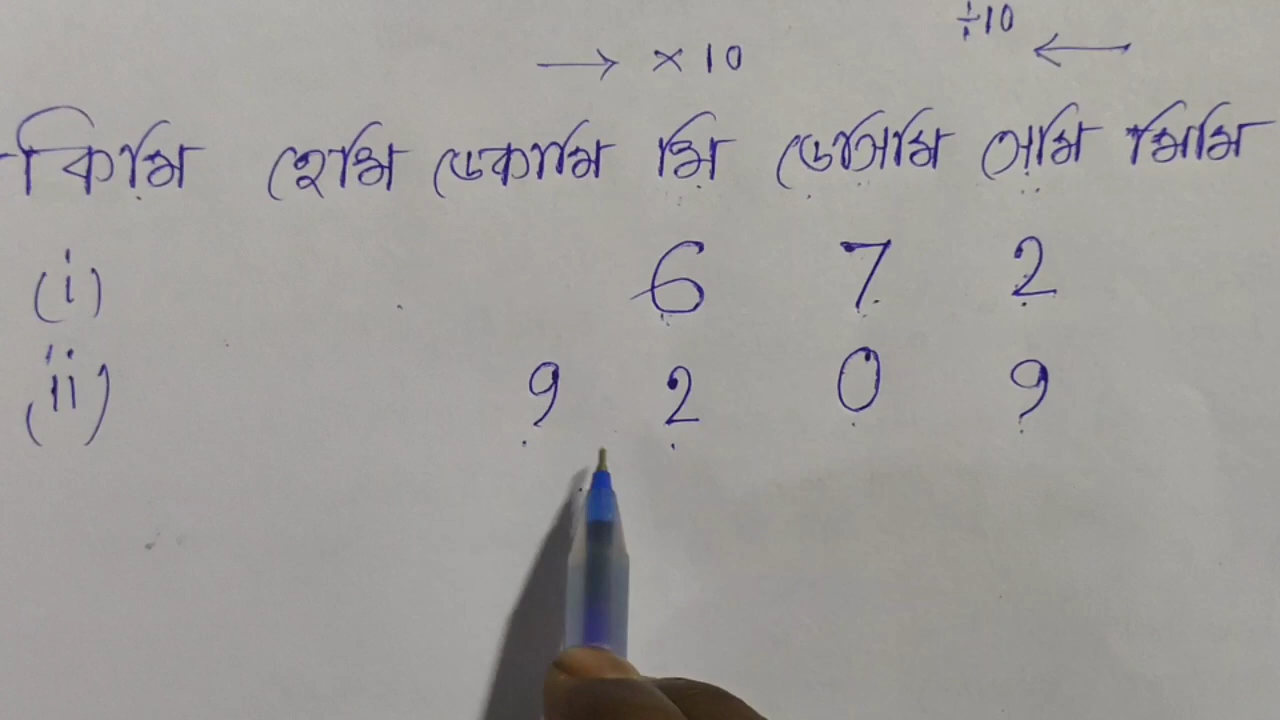 → × 10 ÷10 ←
কিমি হেমি ডেকামি মি ডেসিমি সেমি মিমি
(i) 6 7 2
(ii) 9 2 0 9